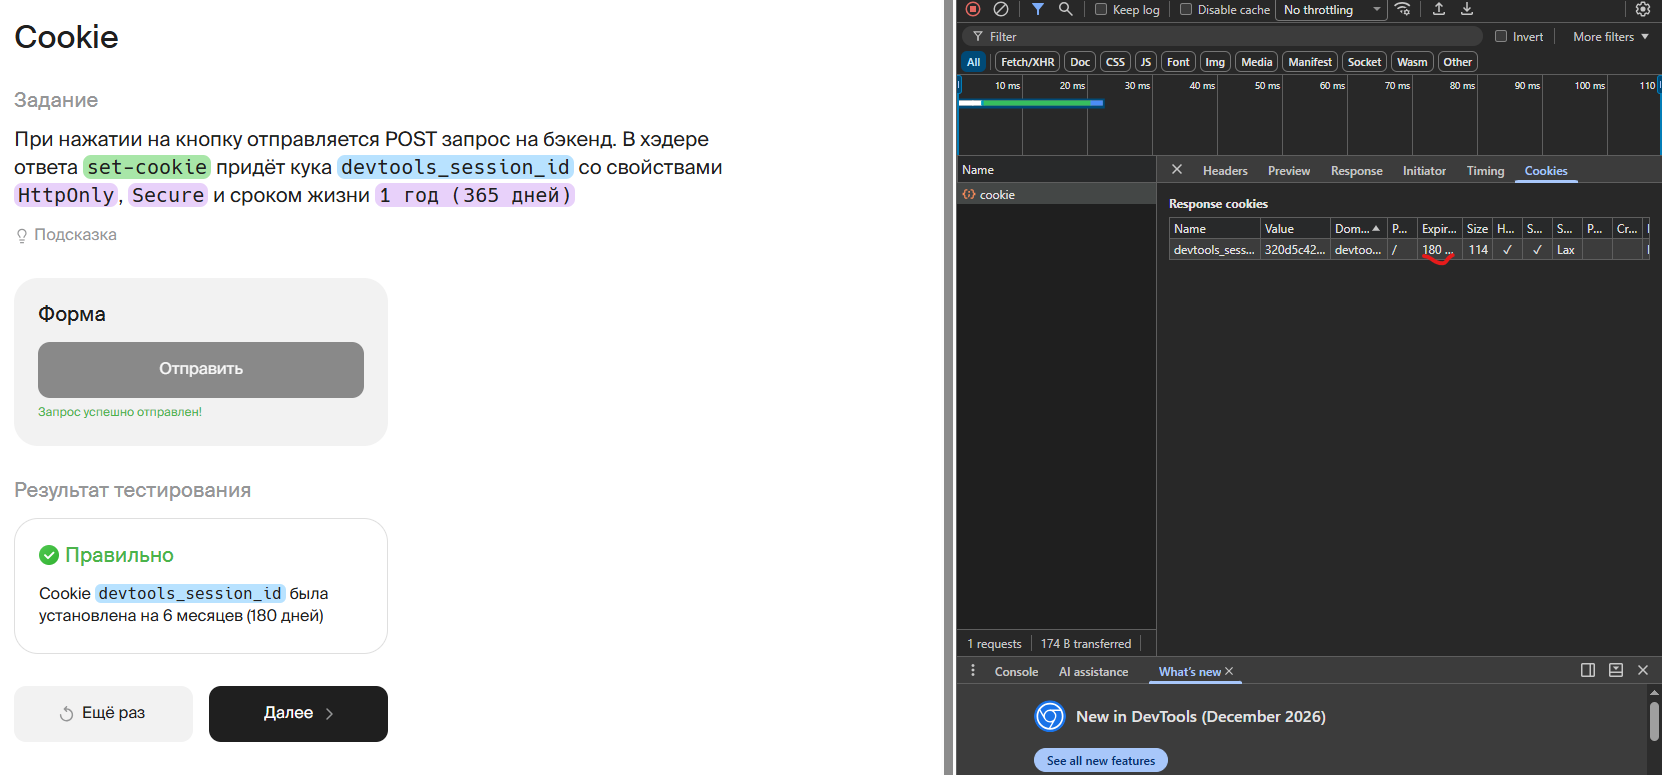 Cookie
Задание
При нажатии на кнопку отправляется POST запрос на бэкенд. В хэдере
ответа set-cookie придёт кука devtools_session_id со свойствами
HttpOnly, Secure и сроком жизни 1 год (365 дней)
Подсказка
Форма
Отправить
Запрос успешно отправлен!
Результат тестирования
Правильно
Cookie devtools_session_id была
установлена на 6 месяцев (180 дней)
Ещё раз
Далее
Keep log
Disable cache
No throttling
Filter
Invert
More filters
All
Fetch/XHR
Doc
CSS
JS
Font
Img
Media
Manifest
Socket
Wasm
Other
10 ms
20 ms
30 ms
40 ms
50 ms
60 ms
70 ms
80 ms
90 ms
100 ms
110
Name
cookie
Headers
Preview
Response
Initiator
Timing
Cookies
Response cookies
Name Value Dom... P... Expir... Size H... S... S... P... Cr...
devtools_sess... 320d5c42... devtoo... / 180 ... 114 ✓ ✓ Lax
1 requests
174 B transferred
Console
AI assistance
What's new
New in DevTools (December 2026)
See all new features